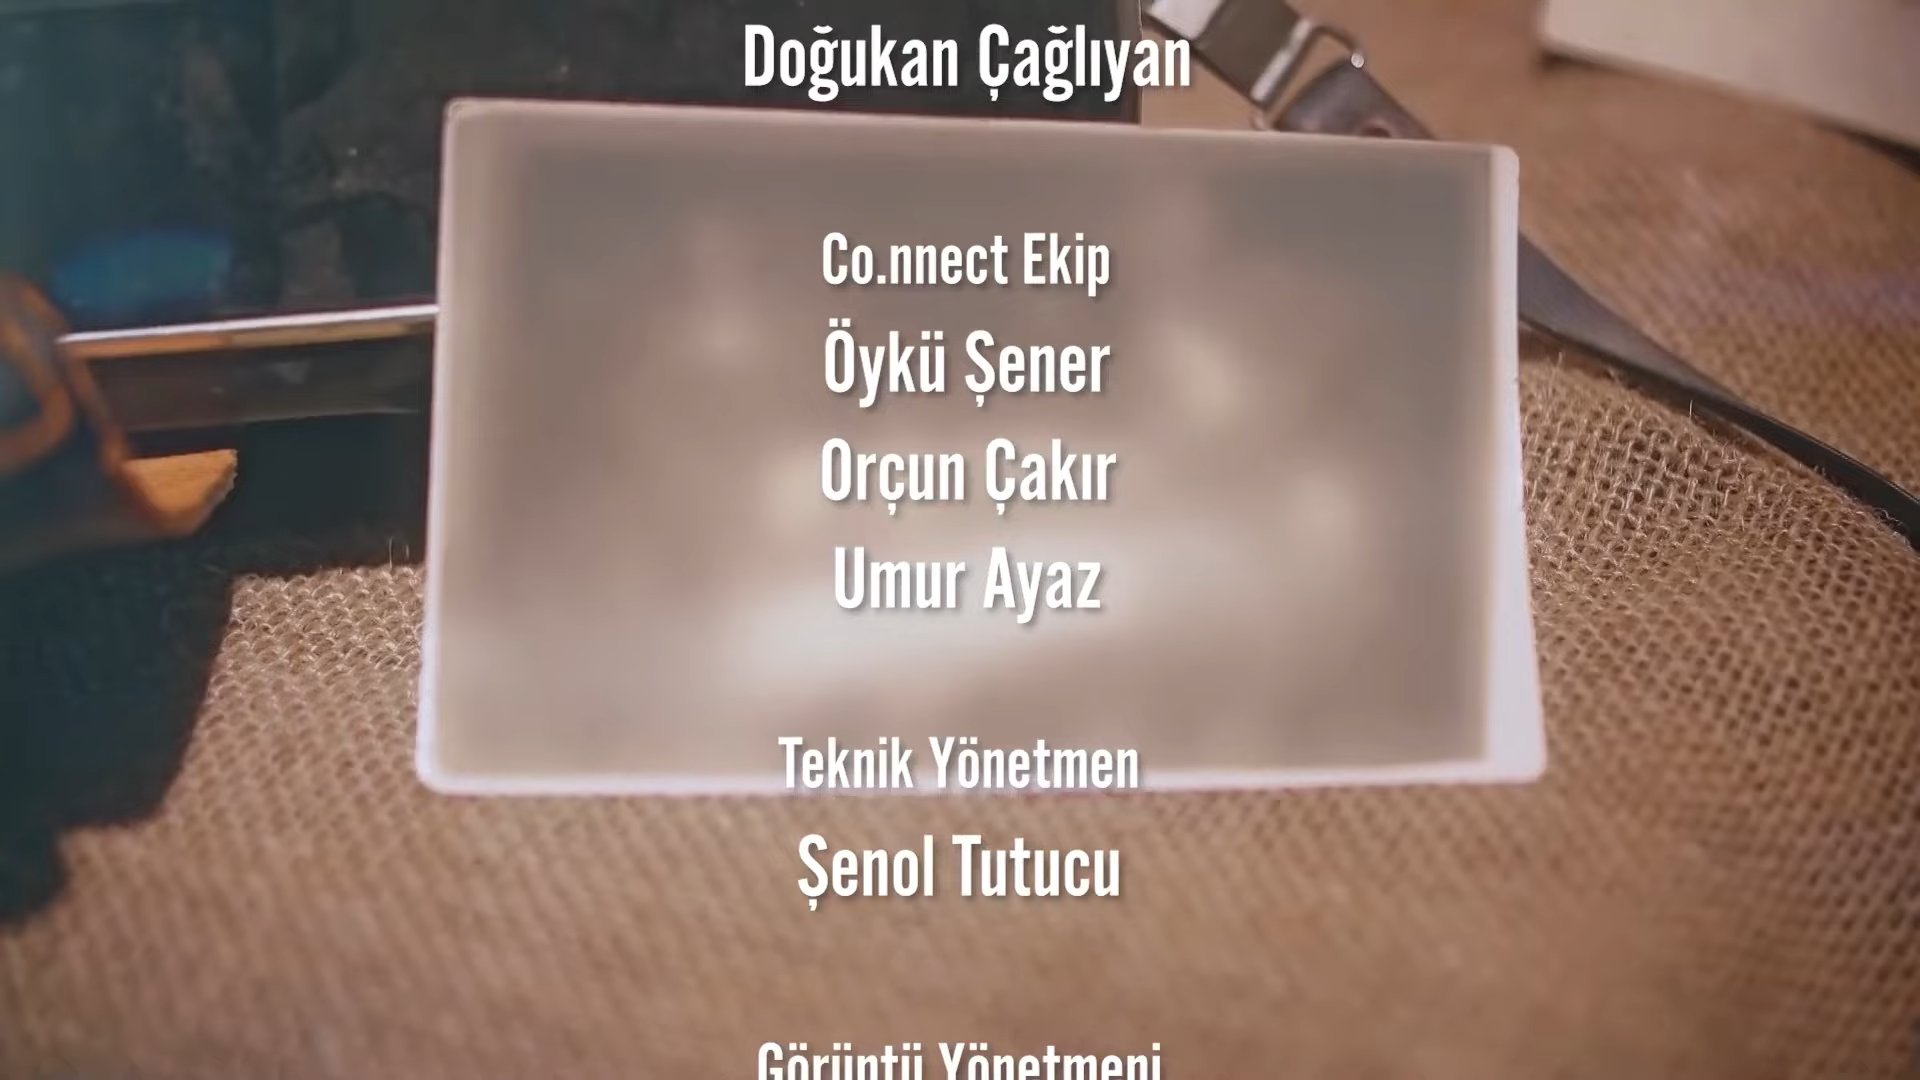 Doğukan Çağlıyan
Co.nnect Ekip
Öykü Şener
Orçun Çakır
Umur Ayaz
Teknik Yönetmen
Şenol Tutucu
Görüntü Yönetmeni